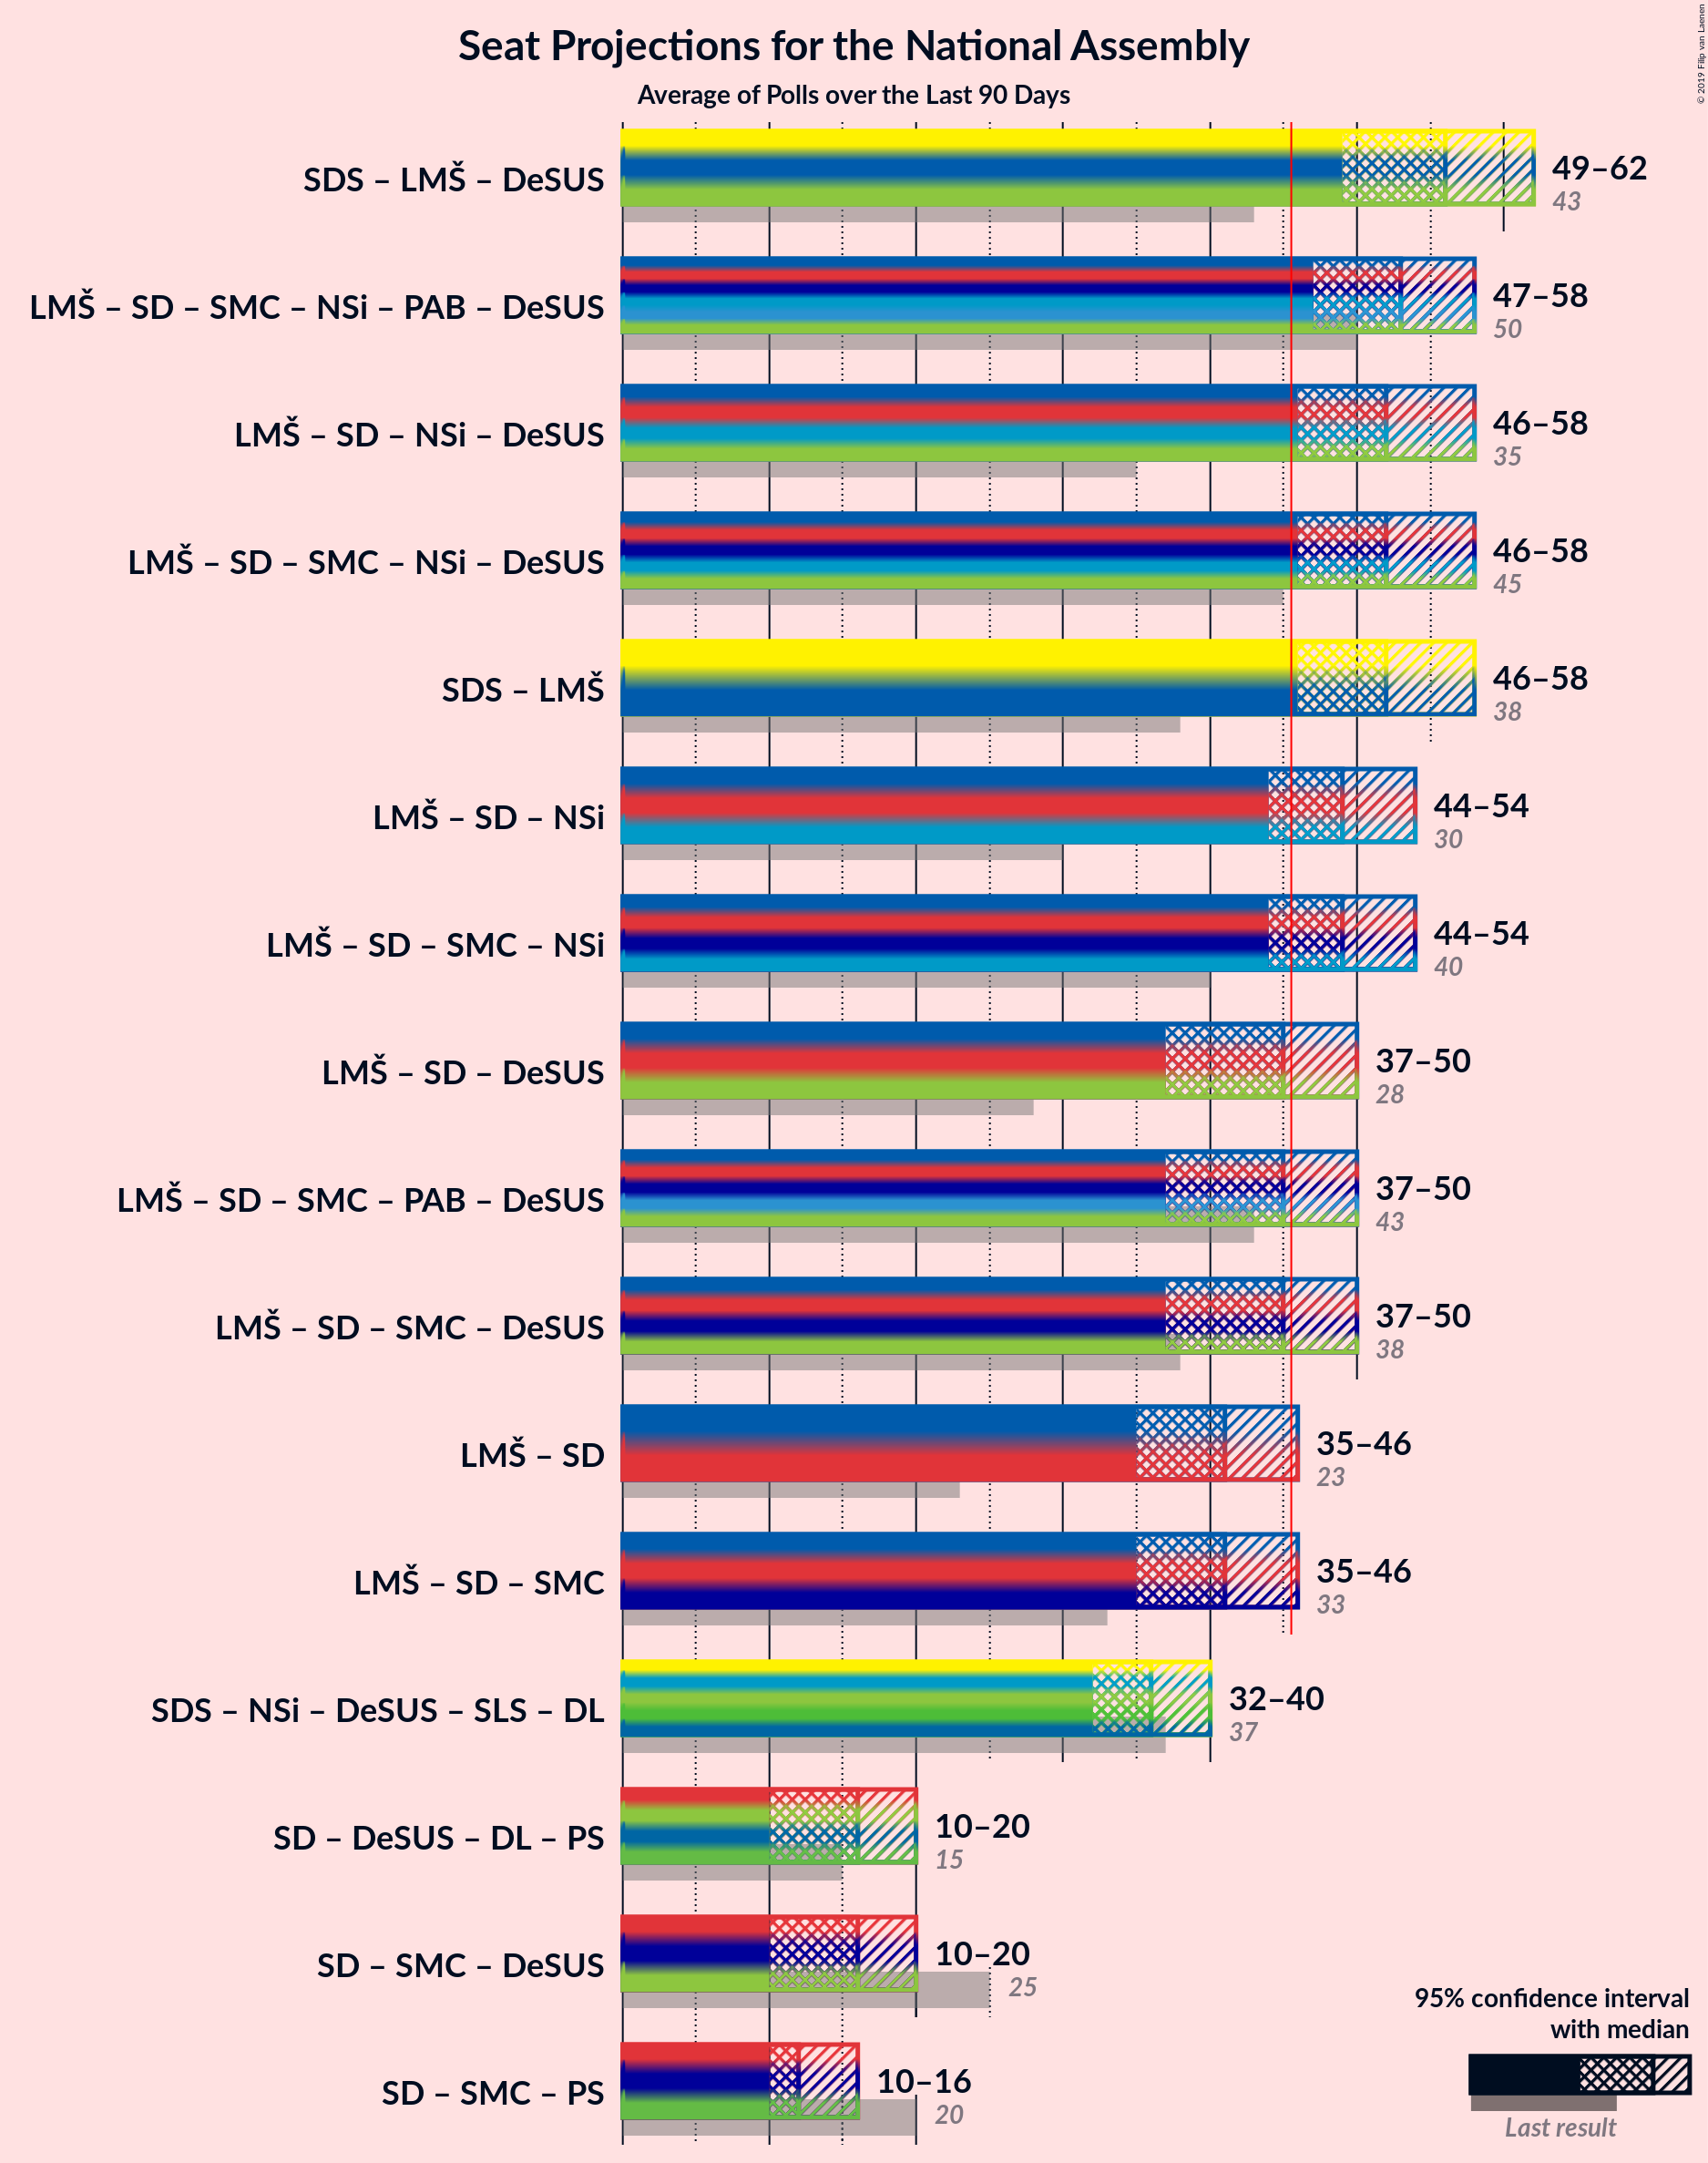 Seat Projections for the National Assembly
Average of Polls over the Last 90 Days
© 2019 Filip van Laenen
SDS – LMŠ – DeSUS
49–62
43
LMŠ – SD – SMC – NSi – PAB – DeSUS
47–58
50
LMŠ – SD – NSi – DeSUS
46–58
35
LMŠ – SD – SMC – NSi – DeSUS
46–58
45
SDS – LMŠ
46–58
38
LMŠ – SD – NSi
44–54
30
LMŠ – SD – SMC – NSi
44–54
40
LMŠ – SD – DeSUS
37–50
28
LMŠ – SD – SMC – PAB – DeSUS
37–50
43
LMŠ – SD – SMC – DeSUS
37–50
38
LMŠ – SD
35–46
23
LMŠ – SD – SMC
35–46
33
SDS – NSi – DeSUS – SLS – DL
32–40
37
SD – DeSUS – DL – PS
10–20
15
SD – SMC – DeSUS
10–20
25
SD – SMC – PS
10–16
20
95% confidence interval
with median
Last result